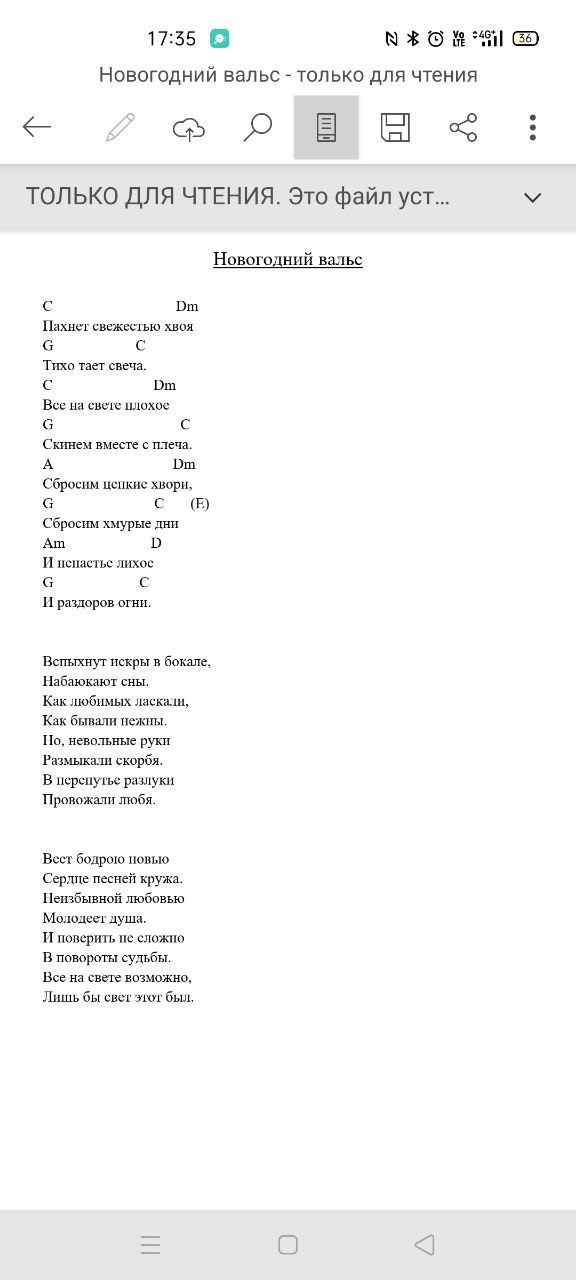 17:35 Vo LTE 4G+ 36
Новогодний вальс - только для чтения
ТОЛЬКО ДЛЯ ЧТЕНИЯ. Это файл уст...
Новогодний вальс
C Dm
Пахнет свежестью хвоя
G C
Тихо тает свеча.
C Dm
Все на свете плохое
G C
Скинем вместе с плеча.
A Dm
Сбросим цепкие хвори,
G C (E)
Сбросим хмурые дни
Am D
И ненастье лихое
G C
И раздоров огни.
Вспыхнут искры в бокале,
Набаюкают сны.
Как любимых ласкали,
Как бывали нежны.
Но, невольные руки
Размыкали скорбя.
В перепутье разлуки
Провожали любя.
Веет бодрою новью
Сердце песней кружа.
Неизбывной любовью
Молодеет душа.
И поверить не сложно
В повороты судьбы.
Все на свете возможно,
Лишь бы свет этот был.